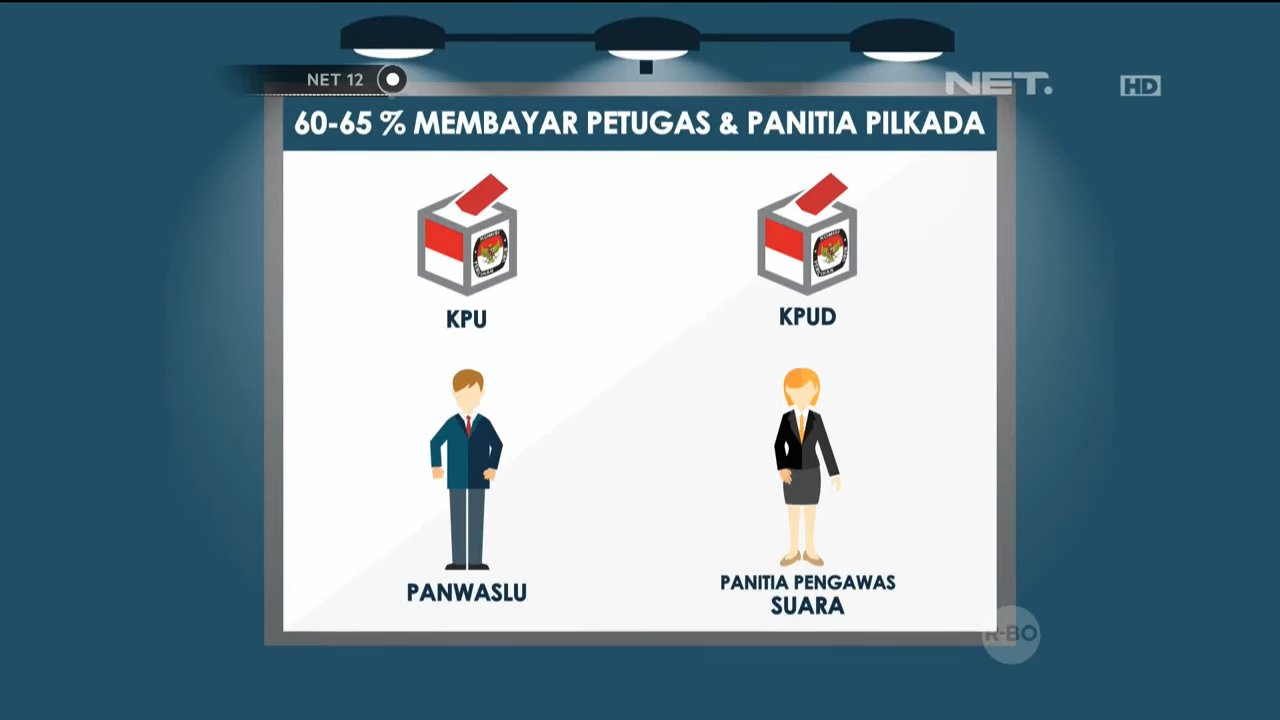 NET 12
NET.
HD
60-65 % MEMBAYAR PETUGAS & PANITIA PILKADA
KPU
KPUD
PANWASLU
PANITIA PENGAWAS
SUARA
R-BO